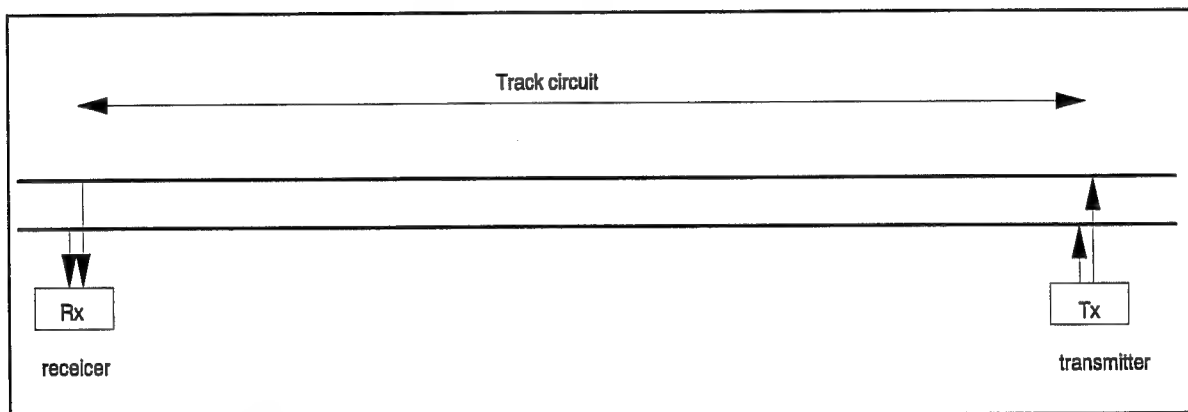 Track circuit
Rx
Tx
receicer
transmitter